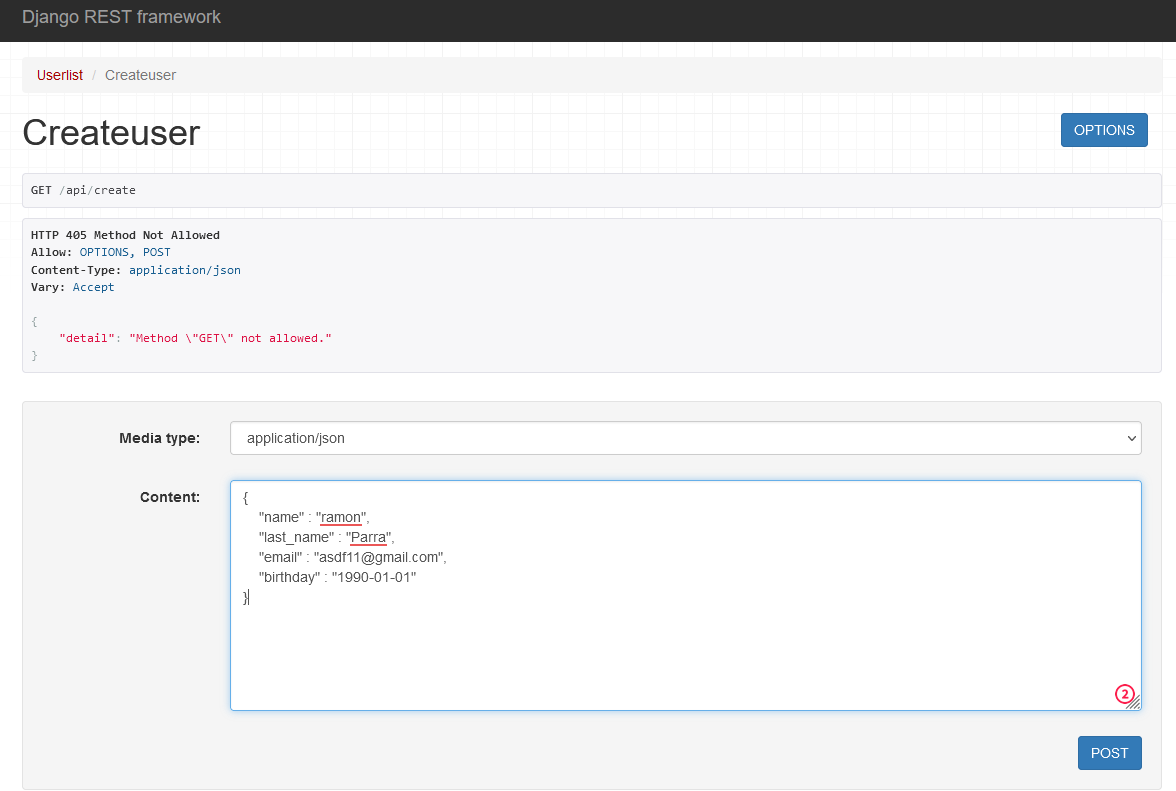 Django REST framework
Userlist / Createuser
Createuser
OPTIONS
GET /api/create
HTTP 405 Method Not Allowed
Allow: OPTIONS, POST
Content-Type: application/json
Vary: Accept
{
"detail": "Method \"GET\" not allowed."
}
Media type: application/json
Content:
{
"name" : "ramon",
"last_name" : "Parra",
"email" : "asdf11@gmail.com",
"birthday" : "1990-01-01"
}
2
POST